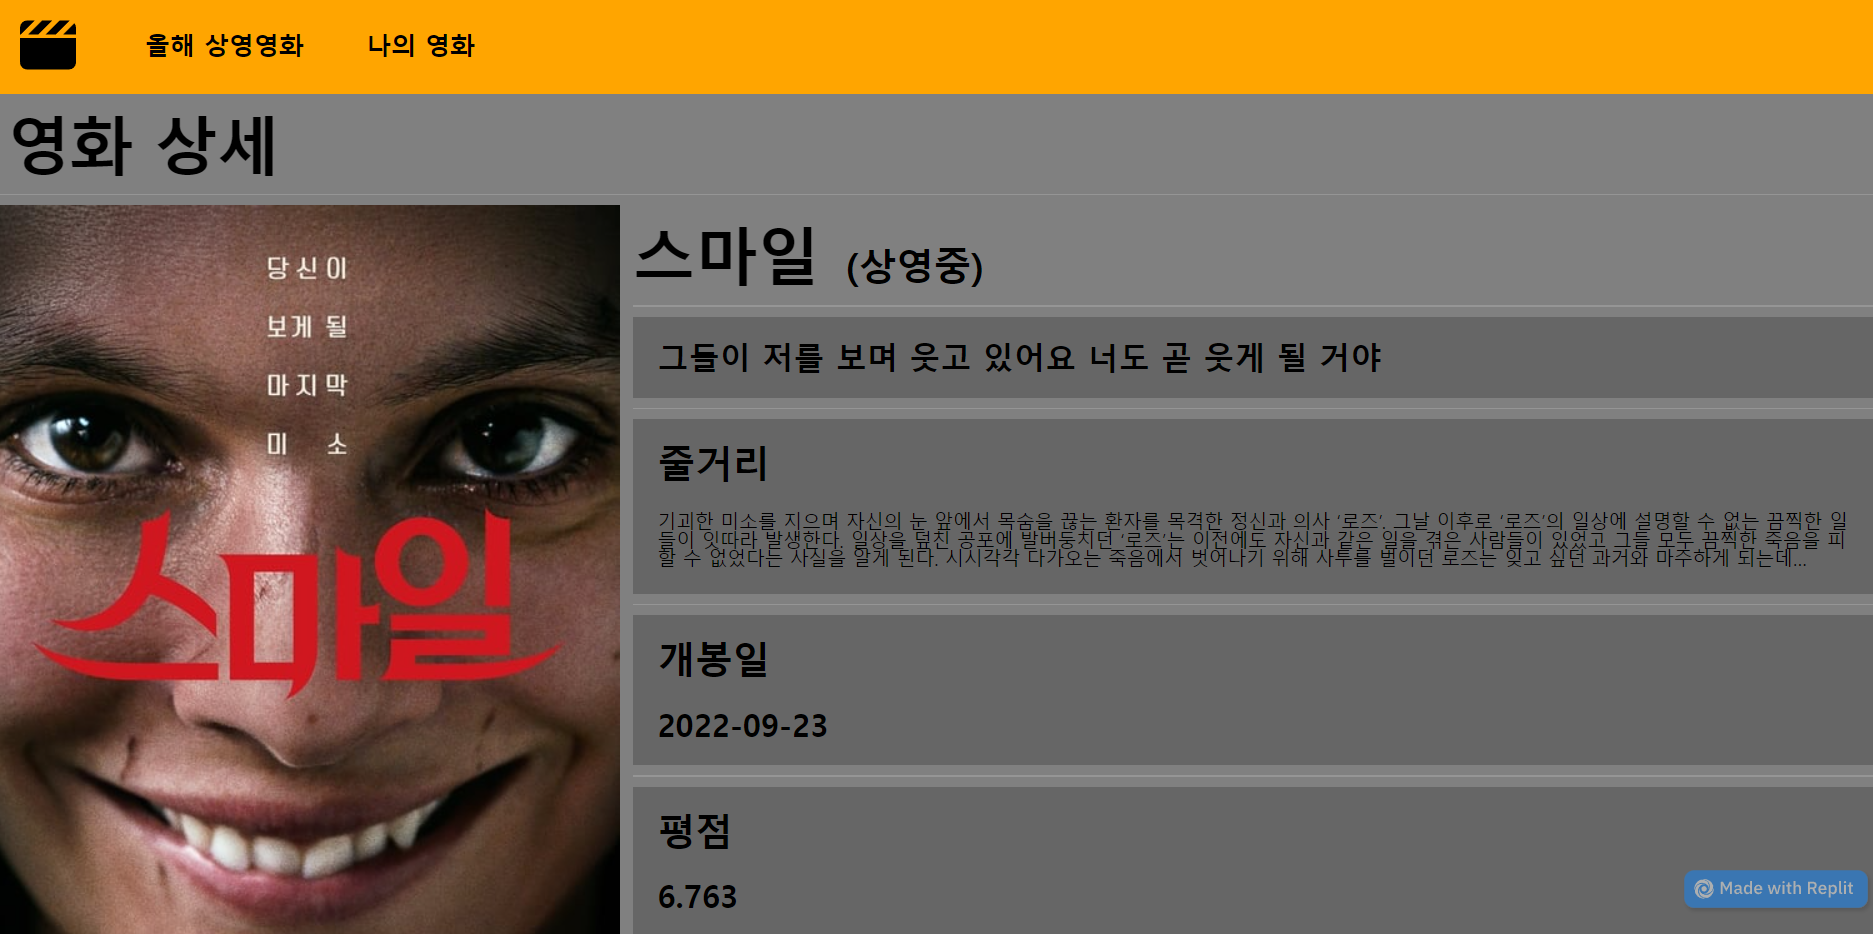 올해 상영영화 나의 영화
영화 상세
당신이
보게 될
마지막
미 소
스마일
스마일 (상영중)
그들이 저를 보며 웃고 있어요 너도 곧 웃게 될 거야
줄거리
기괴한 미소를 지으며 자신의 눈 앞에서 목숨을 끊는 환자를 목격한 정신과 의사 ‘로즈’. 그날 이후로 ‘로즈’의 일상에 설명할 수 없는 끔찍한 일
들이 잇따라 발생한다. 일상을 덮친 공포에 발버둥치던 ‘로즈’는 이전에도 자신과 같은 일을 겪은 사람들이 있었고 그들 모두 끔찍한 죽음을 피
할 수 없었다는 사실을 알게 된다. 시시각각 다가오는 죽음에서 벗어나기 위해 사투를 벌이던 로즈는 잊고 싶던 과거와 마주하게 되는데...
개봉일
2022-09-23
평점
6.763
Made with Replit